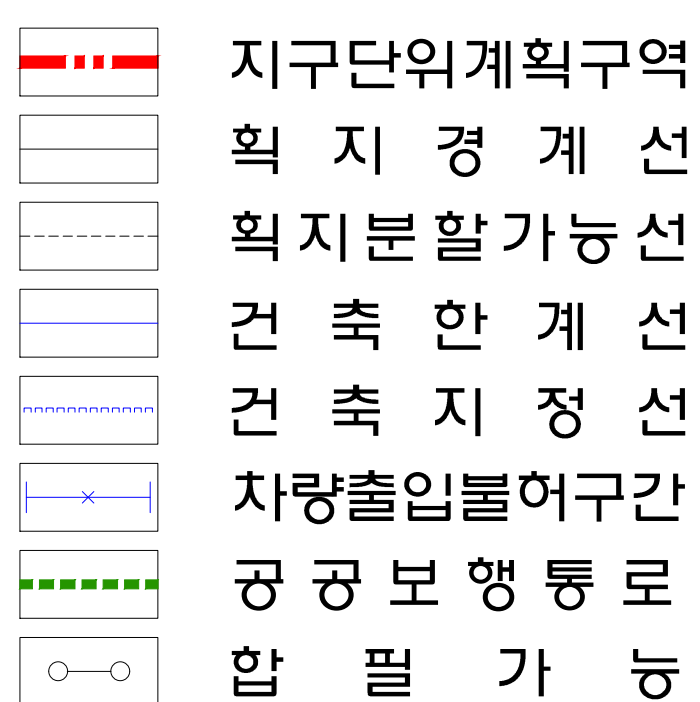 지구단위계획구역
획지경계선
획지분할가능선
건축한계선
건축지정선
차량출입불허구간
공공보행통로
합필가능